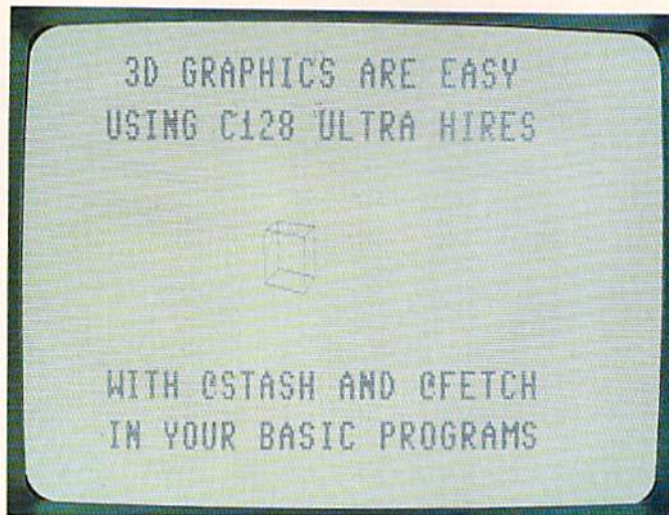 3D GRAPHICS ARE EASY
USING C128 ULTRA HIRES
WITH @STASH AND @FETCH
IN YOUR BASIC PROGRAMS